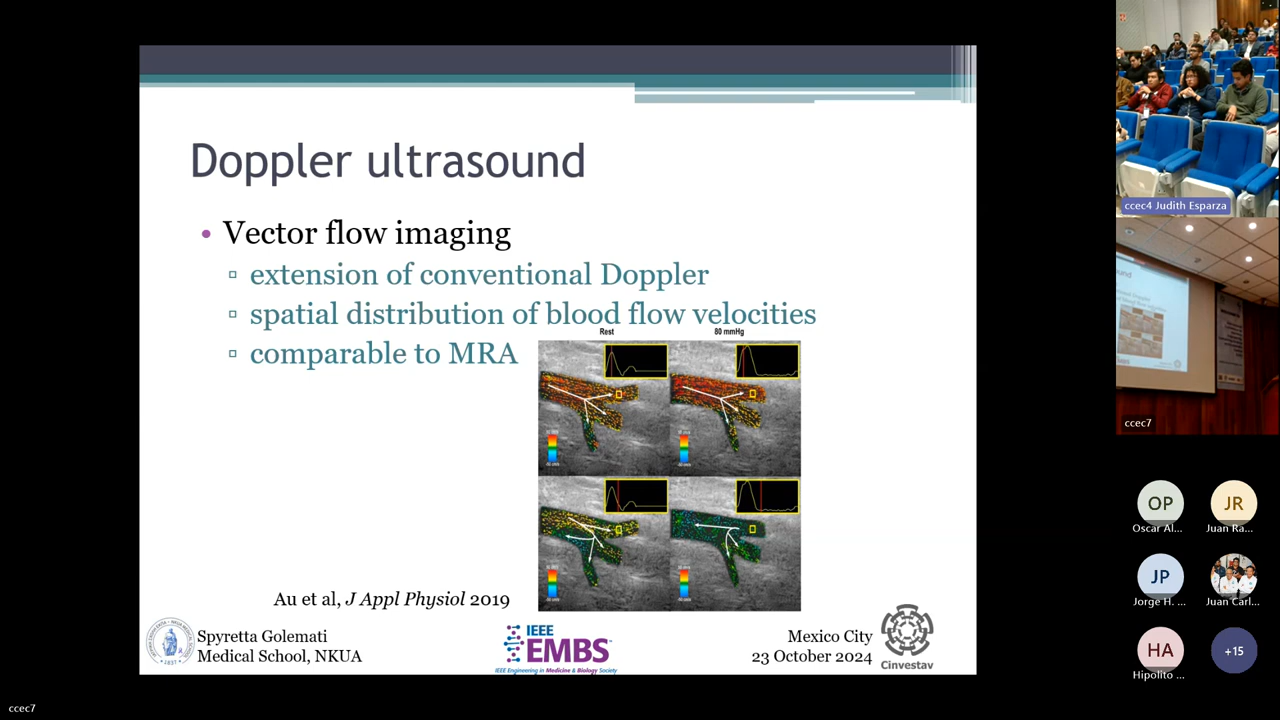 Doppler ultrasound
• Vector flow imaging
▫ extension of conventional Doppler
▫ spatial distribution of blood flow velocities
▫ comparable to MRA
Rest
80 mmHg
Au et al, J Appl Physiol 2019
Spyretta Golemati
Medical School, NKUA
IEEE
EMBS
IEEE Engineering in Medicine & Biology Society
Mexico City
23 October 2024
Cinvestav
ccec4 Judith Esparza
ccec7
OP
Oscar Al...
JR
Juan Ra...
JP
Jorge H. ...
Juan Carl...
HA
Hipolito ...
+15
ccec7